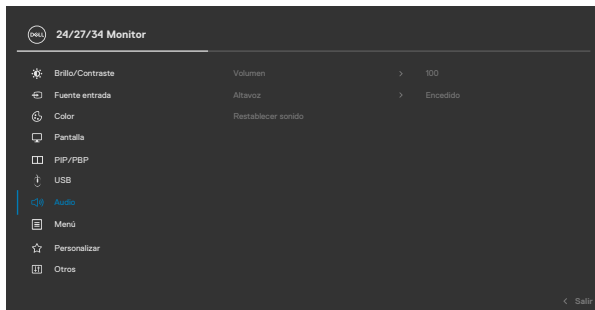 DELL 24/27/34 Monitor
Brillo/Contraste Volumen > 100
Fuente entrada Altavoz > Encedido
Color Restablecer sonido
Pantalla
PIP/PBP
USB
Audio
Menú
Personalizar
Otros
< Salir